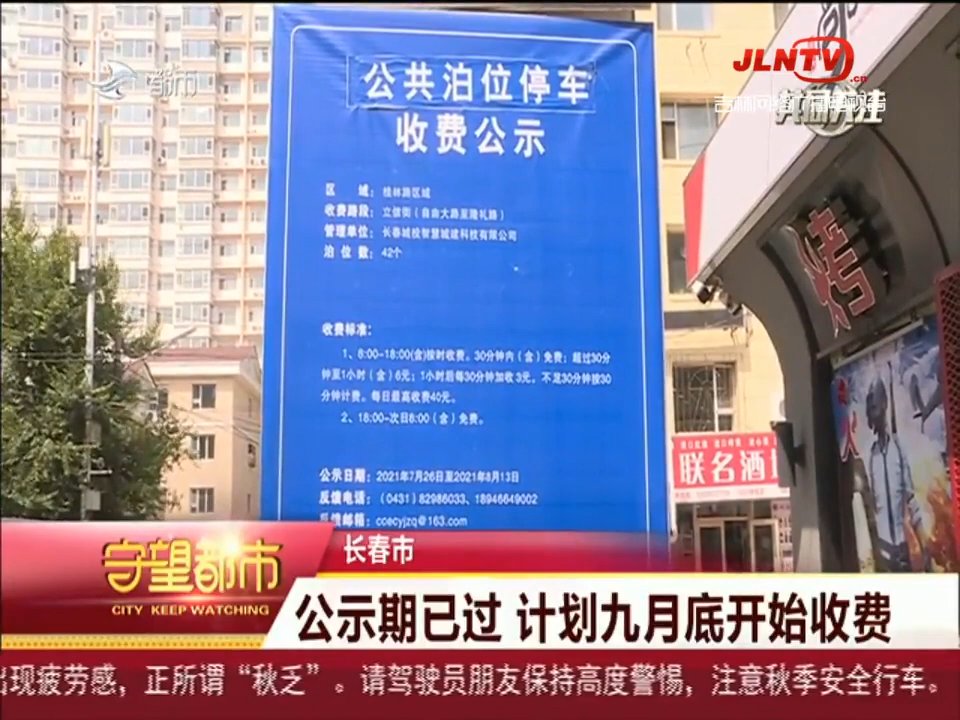 JLNTV.cn
都市
公共泊位停车
收费公示
区 域：桂林路区域
收费路段：立信街（自由大路至隆礼路）
管理单位：长春城投智慧城建科技有限公司
泊 位 数：42个
收费标准：
1、8:00-18:00(含)按时收费。30分钟内（含）免费；超过30分
钟至1小时（含）6元；1小时后每30分钟加收3元。不足30分钟按30
分钟计费。每日最高收费40元。
2、18:00-次日8:00（含）免费。
公示日期：2021年7月26日至2021年8月13日
反馈电话：（0431）82986033、18946649002
反馈邮箱：ccecyjzq@163.com
烤
火
联名酒
守望都市
CITY KEEP WATCHING
长春市
公示期已过 计划九月底开始收费
出现疲劳感，正所谓“秋乏”。请驾驶员朋友保持高度警惕，注意秋季安全行车。